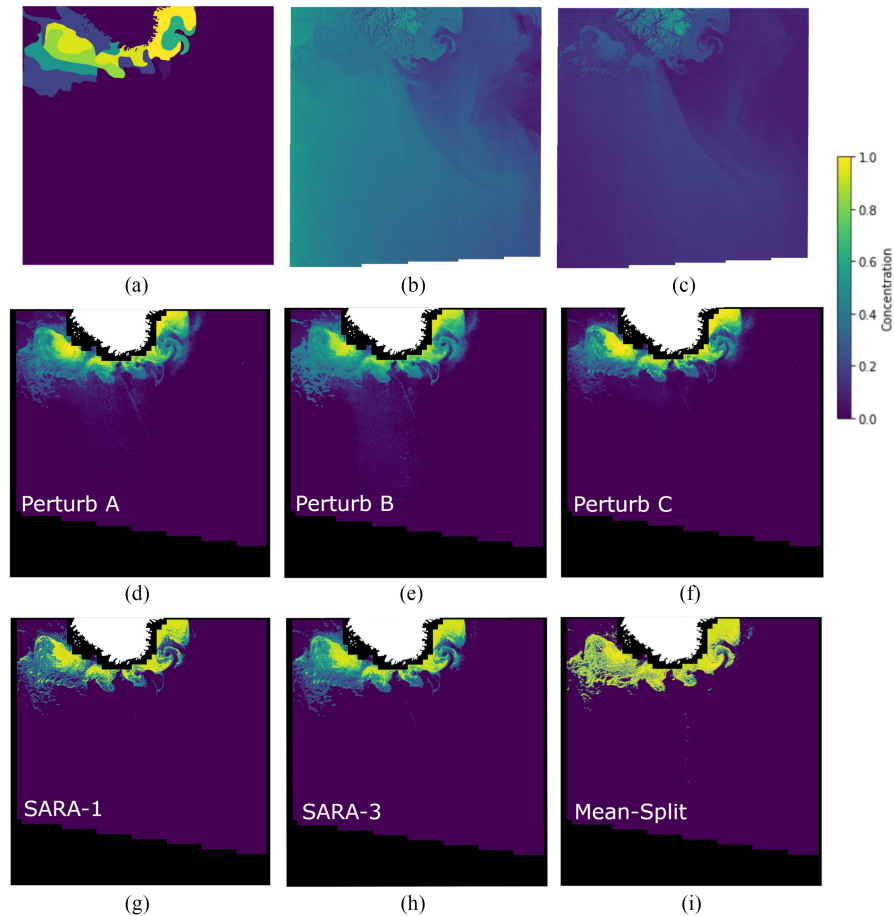 (a)
(b)
(c)
1.0
0.8
0.6
0.4
0.2
0.0
Concentration
Perturb A
Perturb B
Perturb C
(d)
(e)
(f)
SARA-1
SARA-3
Mean-Split
(g)
(h)
(i)